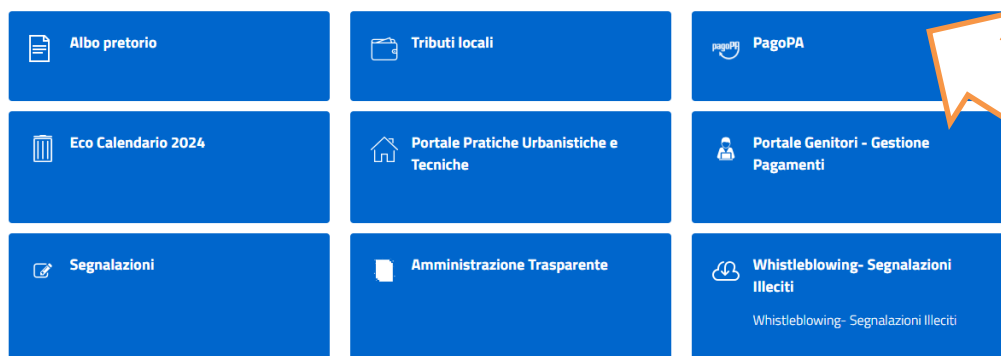 Albo pretorio
Tributi locali
pagoPA PagoPA
Eco Calendario 2024
Portale Pratiche Urbanistiche e
Tecniche
Portale Genitori - Gestione
Pagamenti
Segnalazioni
Amministrazione Trasparente
Whistleblowing- Segnalazioni
Illeciti
Whistleblowing- Segnalazioni Illeciti